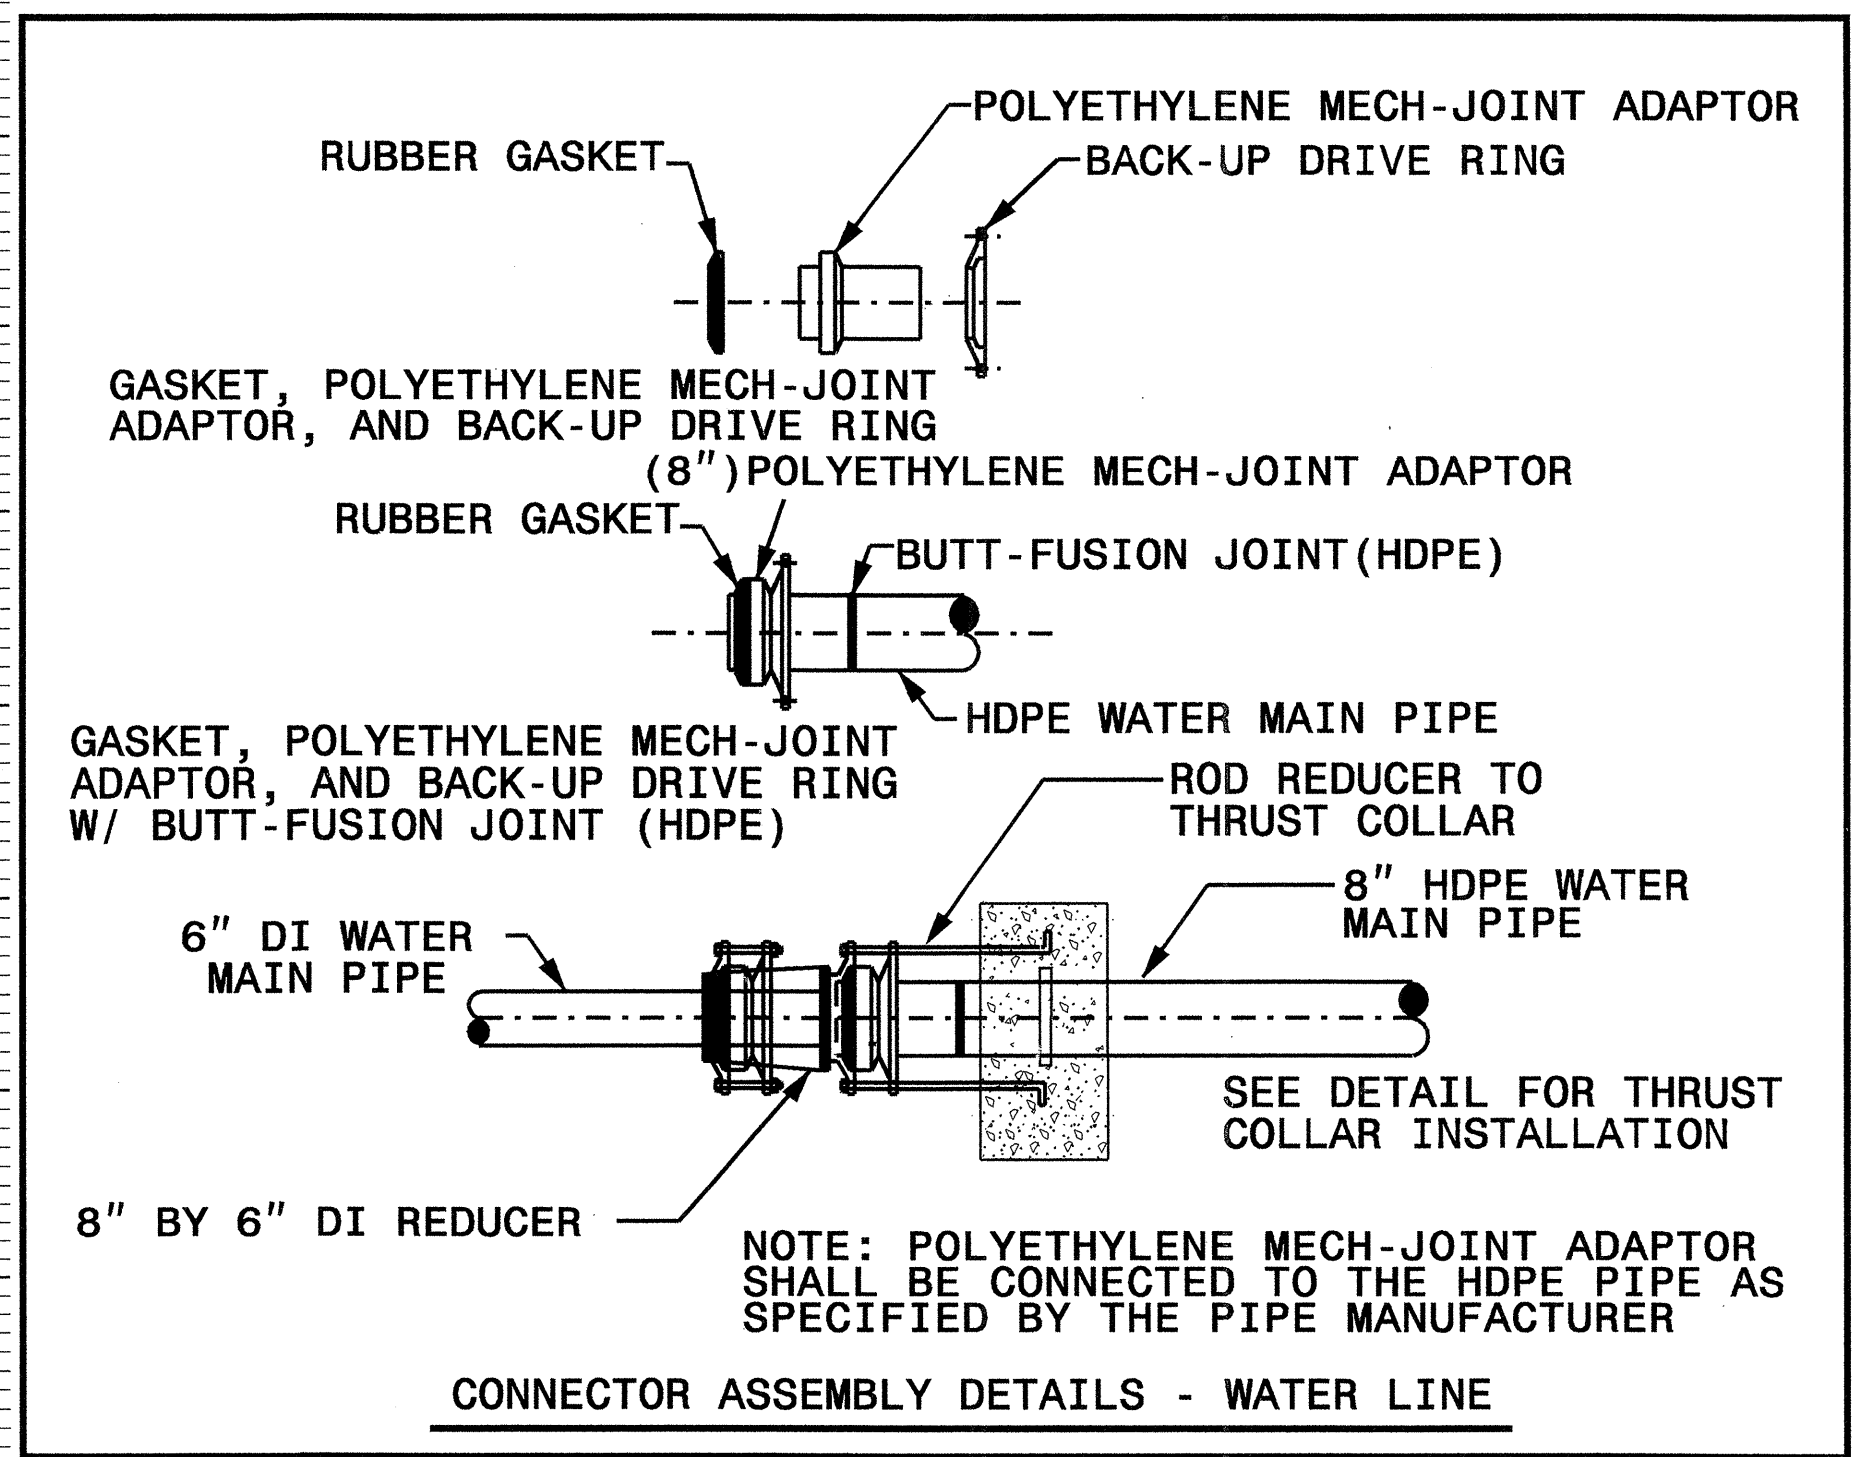 POLYETHYLENE MECH-JOINT ADAPTOR
RUBBER GASKET
BACK-UP DRIVE RING
GASKET, POLYETHYLENE MECH-JOINT
ADAPTOR, AND BACK-UP DRIVE RING
(8")POLYETHYLENE MECH-JOINT ADAPTOR
RUBBER GASKET
BUTT-FUSION JOINT(HDPE)
HDPE WATER MAIN PIPE
GASKET, POLYETHYLENE MECH-JOINT
ADAPTOR, AND BACK-UP DRIVE RING
W/ BUTT-FUSION JOINT (HDPE)
ROD REDUCER TO
THRUST COLLAR
8" HDPE WATER
MAIN PIPE
6" DI WATER
MAIN PIPE
SEE DETAIL FOR THRUST
COLLAR INSTALLATION
8" BY 6" DI REDUCER
NOTE: POLYETHYLENE MECH-JOINT ADAPTOR
SHALL BE CONNECTED TO THE HDPE PIPE AS
SPECIFIED BY THE PIPE MANUFACTURER
CONNECTOR ASSEMBLY DETAILS - WATER LINE